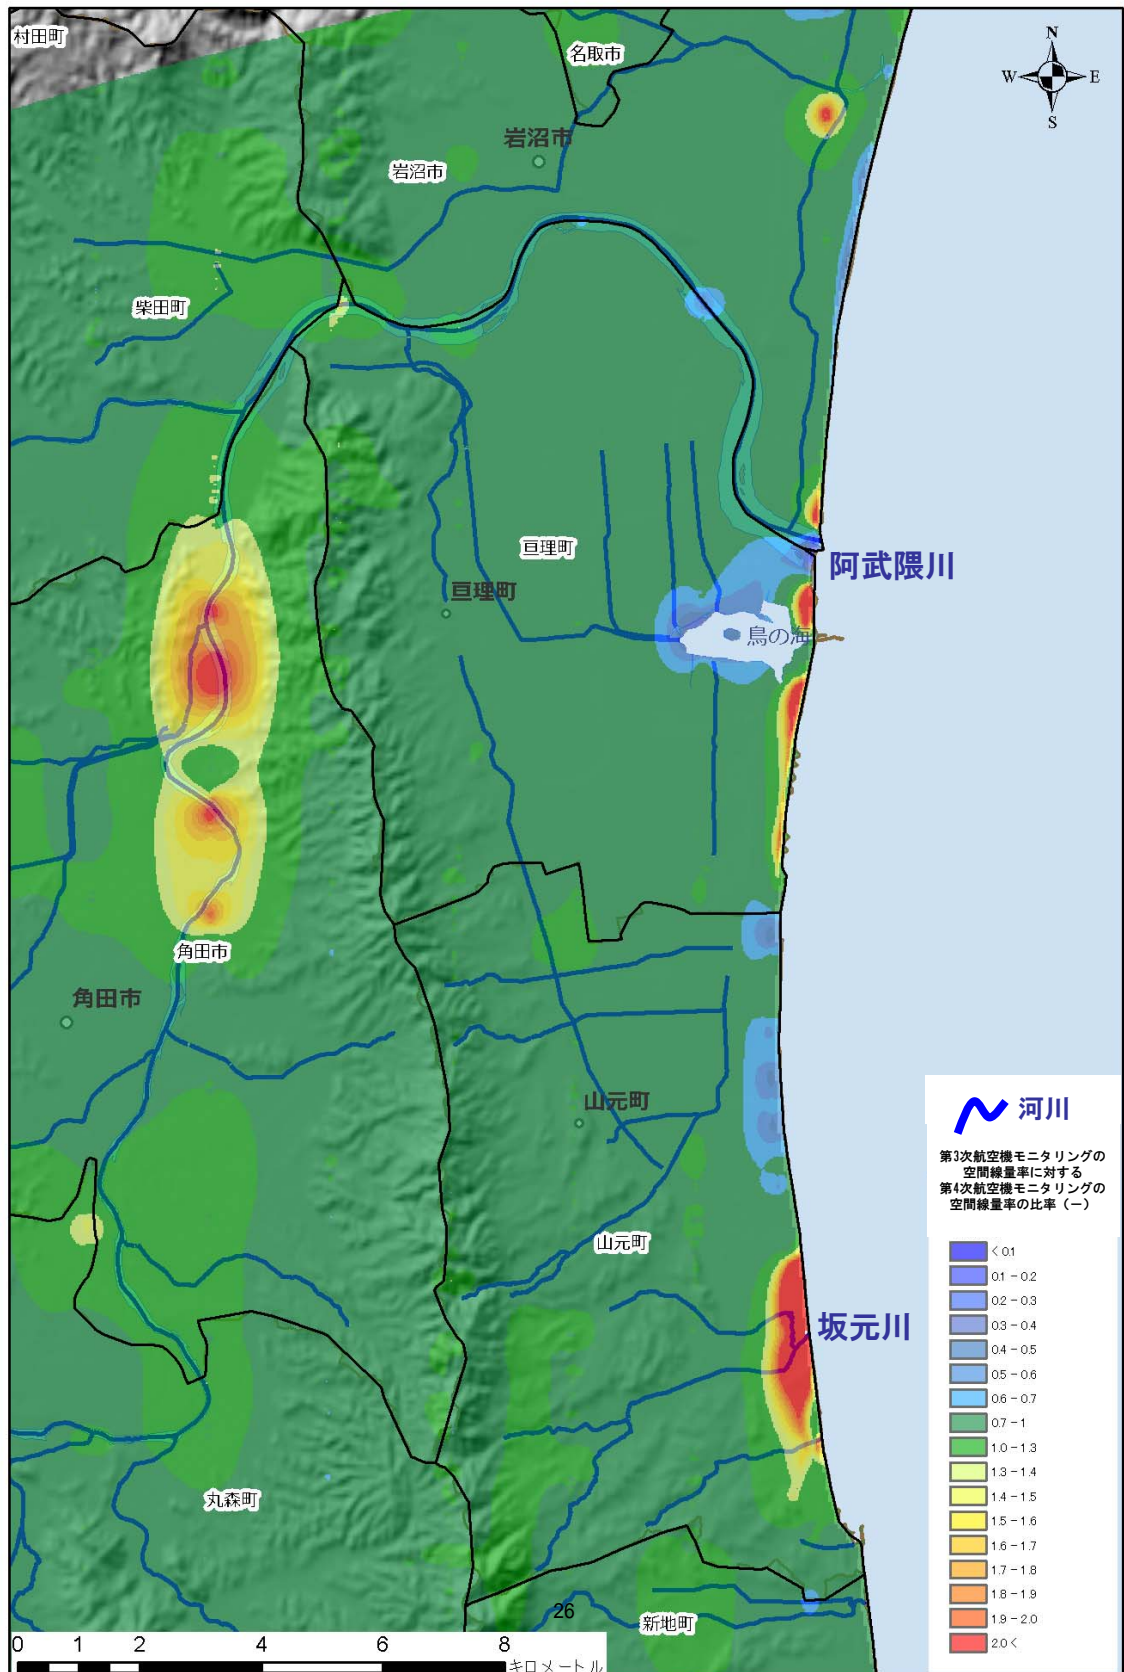 村田町
名取市
N
W
E
S
岩沼市
岩沼市
柴田町
亘理町
阿武隈川
亘理町
鳥の海
角田市
角田市
山元町
河川
第3次航空機モニタリングの
空間線量率に対する
第4次航空機モニタリングの
空間線量率の比率（－）
山元町
坂元川
<0.1
0.1 - 0.2
0.2 - 0.3
0.3 - 0.4
0.4 - 0.5
0.5 - 0.6
0.6 - 0.7
0.7 - 1
1.0 - 1.3
1.3 - 1.4
1.4 - 1.5
1.5 - 1.6
1.6 - 1.7
1.7 - 1.8
1.8 - 1.9
1.9 - 2.0
2.0<
丸森町
26
新地町
0 1 2 4 6 8
キロメートル